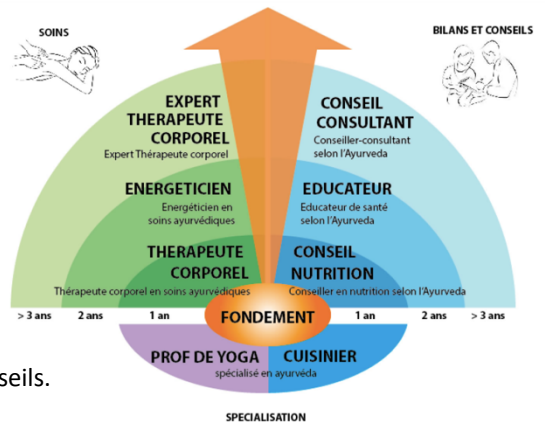 SOINS
BILANS ET CONSEILS
EXPERT
THERAPEUTE
CORPOREL
Expert Thérapeute corporel
CONSEIL
CONSULTANT
Conseiller-consultant
selon l'Ayurveda
ENERGETICIEN
Energéticien en
soins ayurvédiques
EDUCATEUR
Educateur de santé
selon l'Ayurveda
THERAPEUTE
CORPOREL
Thérapeute corporel en soins ayurvédiques
CONSEIL
NUTRITION
Conseiller en nutrition selon l'Ayurveda
> 3 ans 2 ans 1 an FONDEMENT 1 an 2 ans > 3 ans
PROF DE YOGA CUISINIER
spécialisé en ayurvéda
seils.
SPECIALISATION